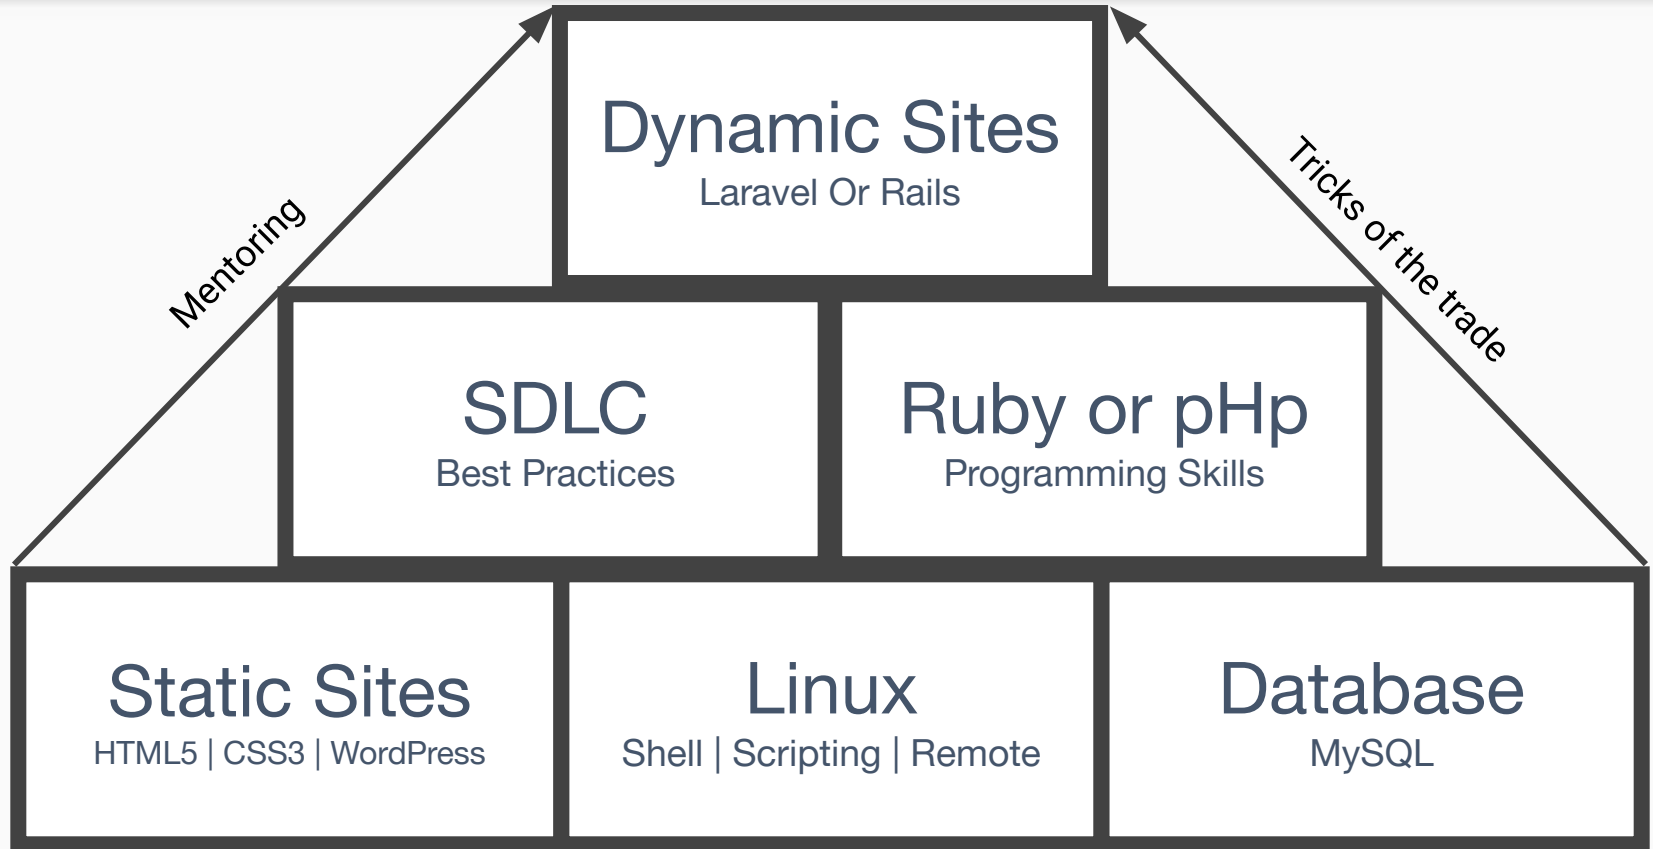 Dynamic Sites
Laravel Or Rails
Mentoring
Tricks of the trade
SDLC
Best Practices
Ruby or pHp
Programming Skills
Static Sites
HTML5 | CSS3 | WordPress
Linux
Shell | Scripting | Remote
Database
MySQL